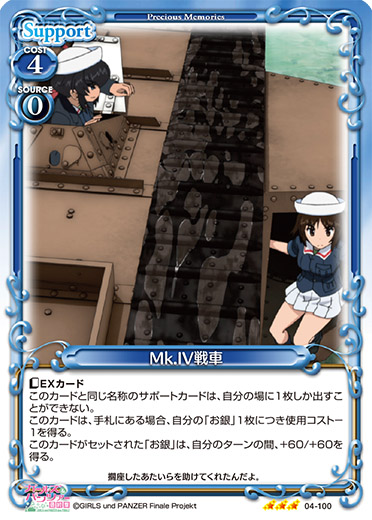 Precious Memories
Support
COST
4
SOURCE
0
Mk.IV戦車
EXカード
このカードと同じ名称のサポートカードは、自分の場に1枚しか出すこ
とができない。
このカードは、手札にある場合、自分の「お銀」1枚につき使用コスト－
1を得る。
このカードがセットされた「お銀」は、自分のターンの間、+60/+60を
得る。
擱座したあたいらを助けてくれたんだよ。
©GIRLS und PANZER Finale Projekt
04-100